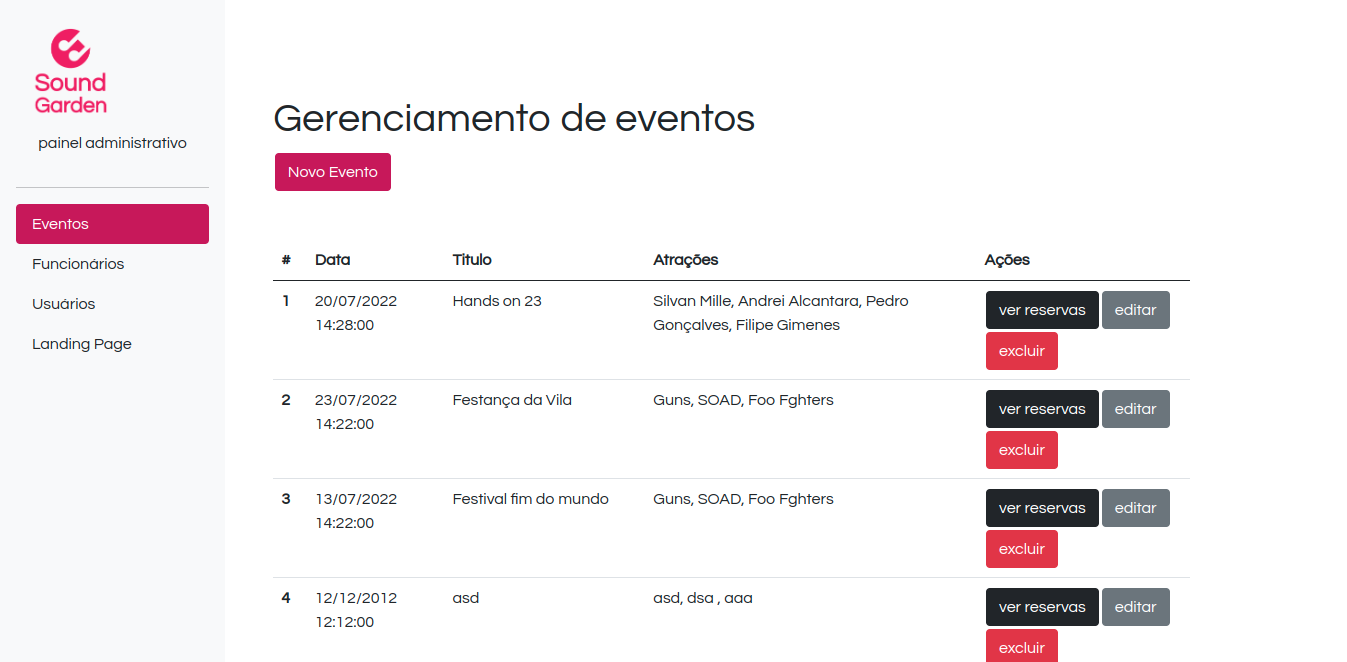 Sound
Garden
painel administrativo
Eventos
Funcionários
Usuários
Landing Page
Gerenciamento de eventos
Novo Evento
# Data Título Atrações Ações
1 20/07/2022 Hands on 23 Silvan Mille, Andrei Alcantara, Pedro ver reservas editar
14:28:00 Gonçalves, Filipe Gimenes
excluir
2 23/07/2022 Festança da Vila Guns, SOAD, Foo Fghters ver reservas editar
14:22:00
excluir
3 13/07/2022 Festival fim do mundo Guns, SOAD, Foo Fghters ver reservas editar
14:22:00
excluir
4 12/12/2012 asd asd, dsa , aaa ver reservas editar
12:12:00
excluir